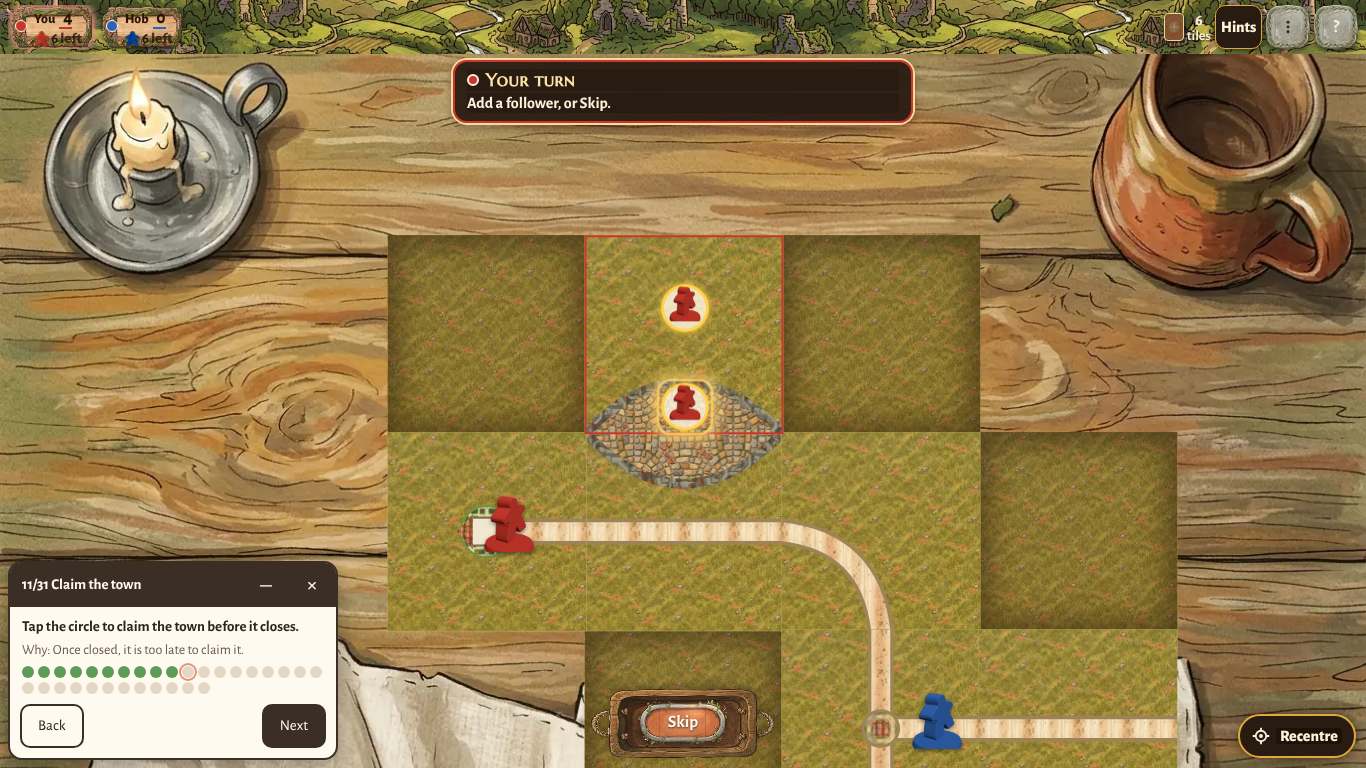 You 4
6 left
Hob 0
6 left
6
tiles
Hints
?
Your turn
Add a follower, or Skip.
11/31 Claim the town
Tap the circle to claim the town before it closes.
Why: Once closed, it is too late to claim it.
Back
Next
Skip
Recentre